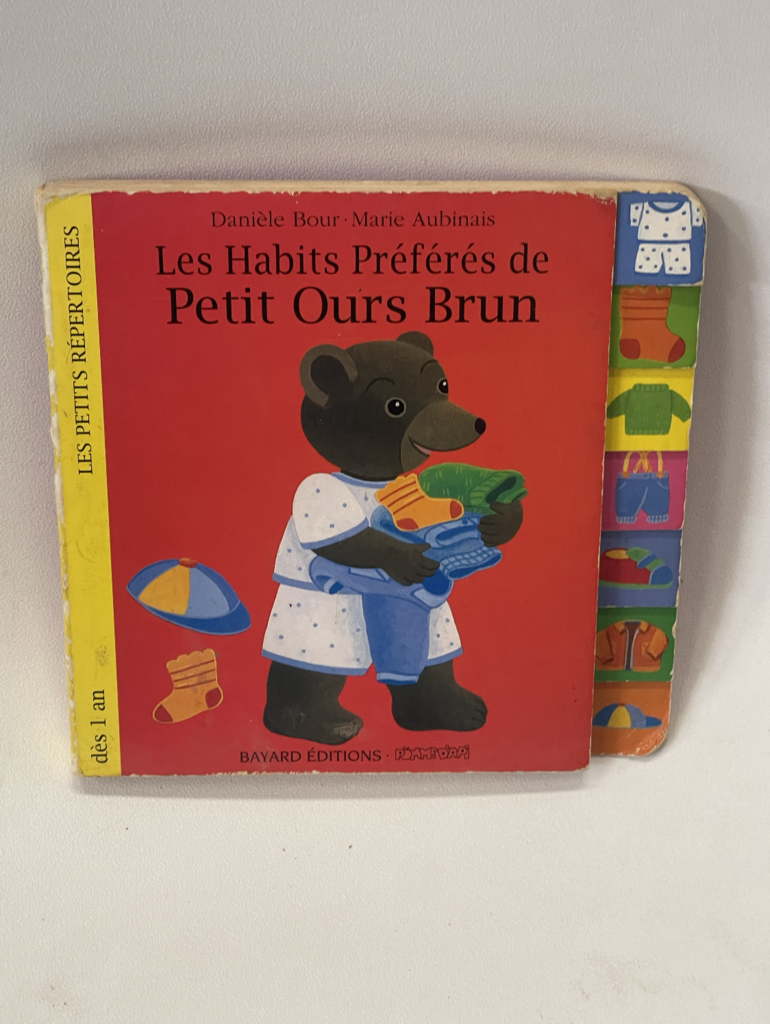 Danièle Bour · Marie Aubinais
Les Habits Préférés de
Petit Ours Brun
LES PETITS RÉPERTOIRES
dès 1 an
BAYARD ÉDITIONS · POMME D'API